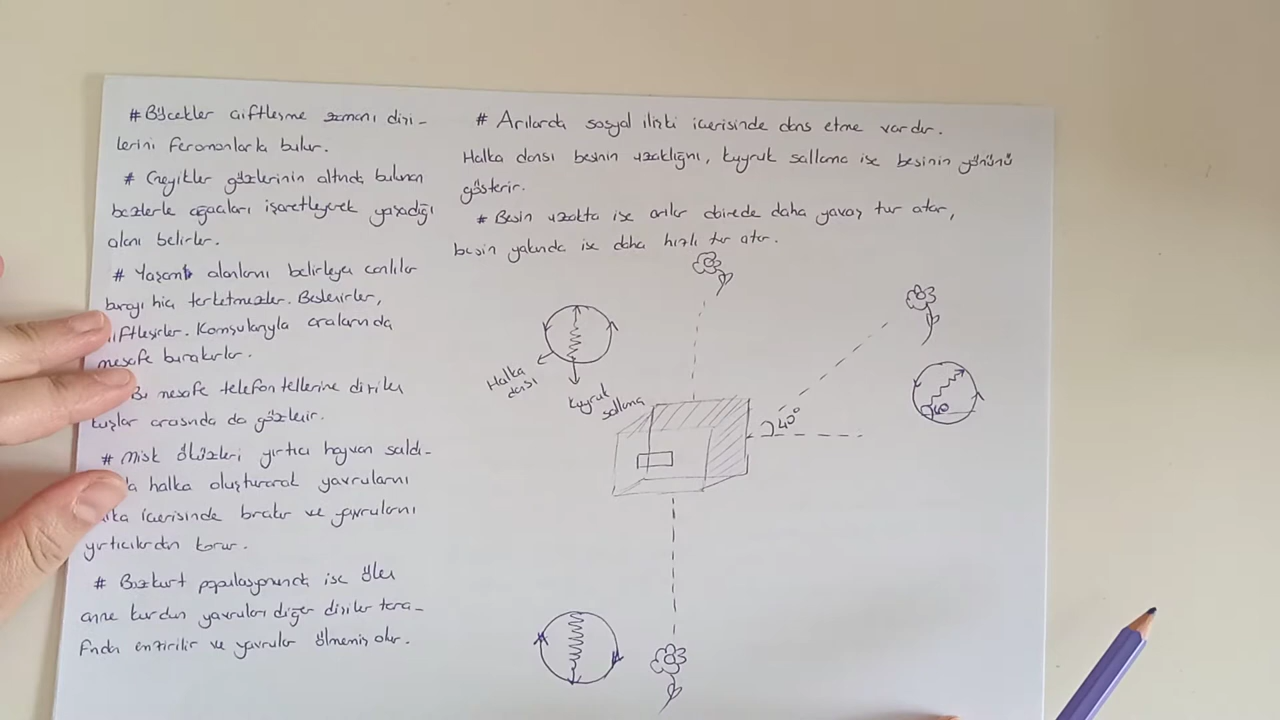 # Böcekler çiftleşme zamanı dişi-
lerini feromonlarla bulur.
# Geyikler gözlerinin altında bulunan
bezlerle ağaçları işaretleyerek yaşadığı
alanı belirler.
# Yaşam alanlarını belirleyen canlılar
burayı hiç terketmezler. Beslenirler,
çiftleşirler. Komşularıyla aralarında
mesafe bırakırlar.
Bu mesafe telefon tellerine dizilen
kuşlar arasında da gözlenir.
# Misk öküzleri yırtıcı hayvan saldı-
halka oluşturarak yavrularını
içerisinde bırakır ve yavrularını
yırtıcılardan korur.
# Bozkurt populasyonunda ise ölen
anne kurdun yavruları diğer dişiler tara-
fından emzirilir ve yavrular ölmemiş olur.
# Arılarda sosyal ilişki içerisinde dans etme vardır.
Halka dansı besinin uzaklığını, kuyruk sallama ise besinin yönünü
gösterir.
# Besin uzakta ise arılar dairede daha yavaş tur atar,
besin yakında ise daha hızlı tur atar.
Halka
dansı
Kuyruk
sallama
40°
40